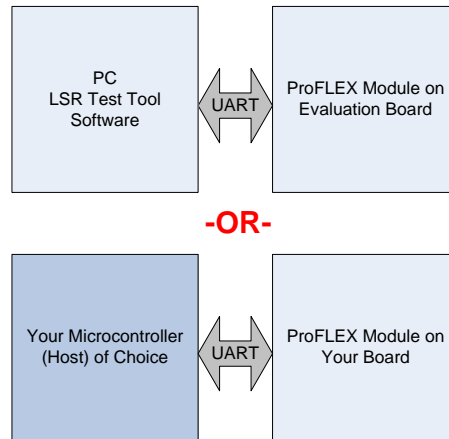 PC
LSR Test Tool
Software
UART
ProFLEX Module on
Evaluation Board
-OR-
Your Microcontroller
(Host) of Choice
UART
ProFLEX Module on
Your Board